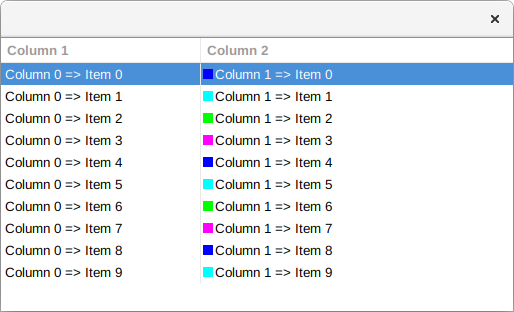 Column 1 Column 2
Column 0 => Item 0 Column 1 => Item 0
Column 0 => Item 1 Column 1 => Item 1
Column 0 => Item 2 Column 1 => Item 2
Column 0 => Item 3 Column 1 => Item 3
Column 0 => Item 4 Column 1 => Item 4
Column 0 => Item 5 Column 1 => Item 5
Column 0 => Item 6 Column 1 => Item 6
Column 0 => Item 7 Column 1 => Item 7
Column 0 => Item 8 Column 1 => Item 8
Column 0 => Item 9 Column 1 => Item 9